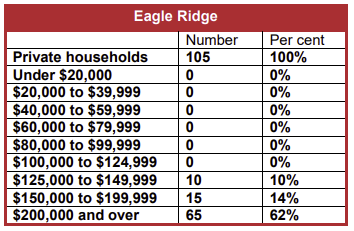 Eagle Ridge
Number Per cent
Private households 105 100%
Under $20,000 0 0%
$20,000 to $39,999 0 0%
$40,000 to $59,999 0 0%
$60,000 to $79,999 0 0%
$80,000 to $99,999 0 0%
$100,000 to $124,999 0 0%
$125,000 to $149,999 10 10%
$150,000 to $199,999 15 14%
$200,000 and over 65 62%